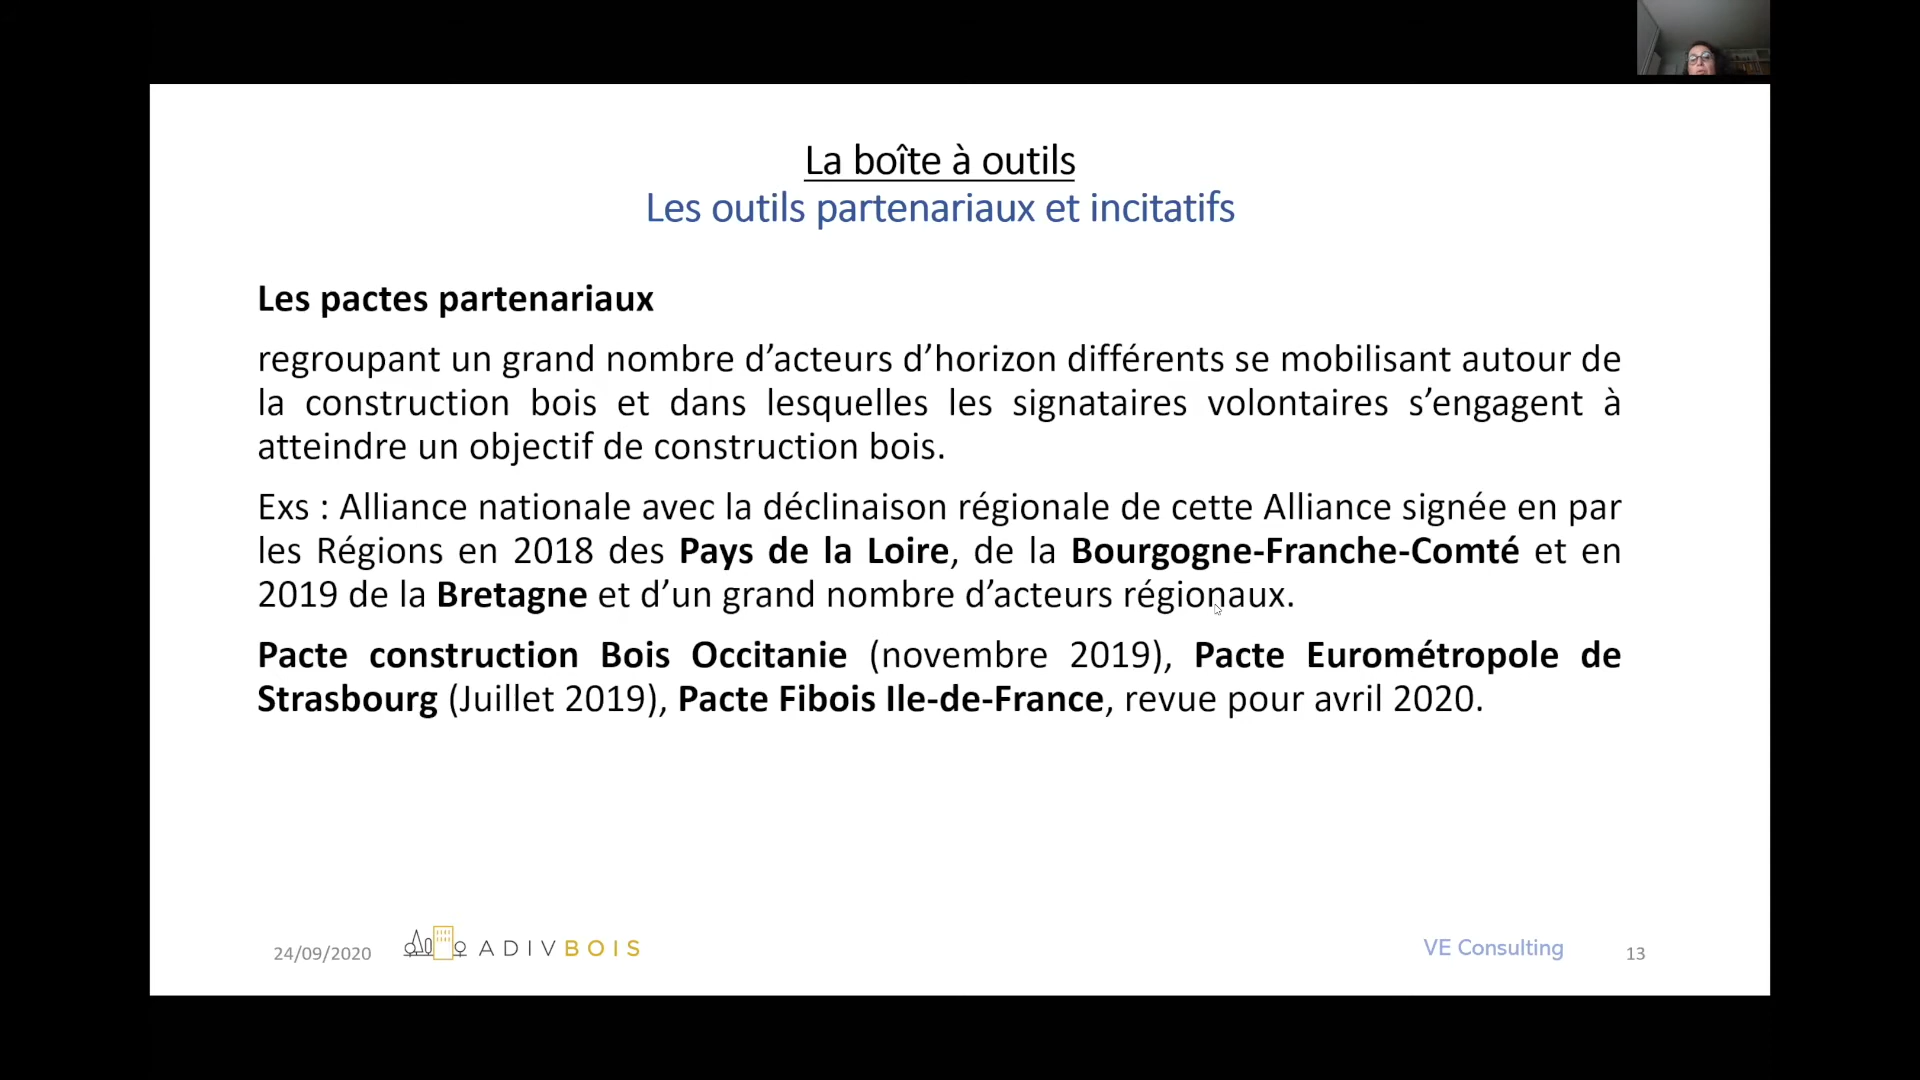 La boîte à outils
Les outils partenariaux et incitatifs
Les pactes partenariaux
regroupant un grand nombre d’acteurs d’horizon différents se mobilisant autour de
la construction bois et dans lesquelles les signataires volontaires s’engagent à
atteindre un objectif de construction bois.
Exs : Alliance nationale avec la déclinaison régionale de cette Alliance signée en par
les Régions en 2018 des Pays de la Loire, de la Bourgogne-Franche-Comté et en
2019 de la Bretagne et d’un grand nombre d’acteurs régionaux.
Pacte construction Bois Occitanie (novembre 2019), Pacte Eurométropole de
Strasbourg (Juillet 2019), Pacte Fibois Ile-de-France, revue pour avril 2020.
24/09/2020 ADIVBOIS VE Consulting 13